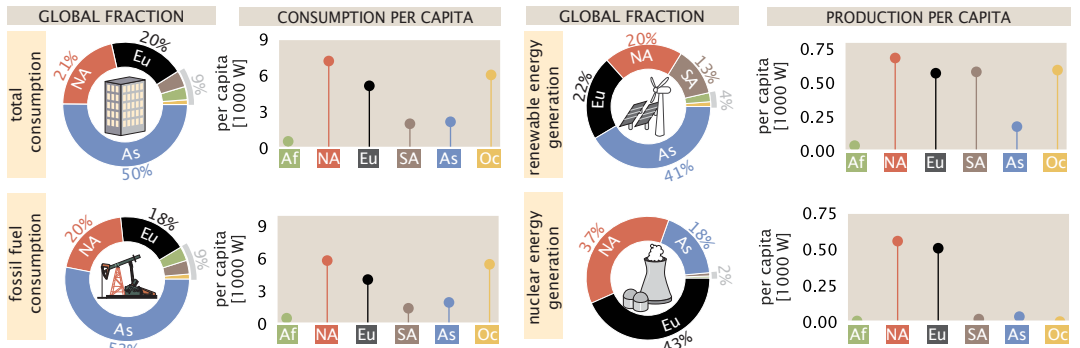 GLOBAL FRACTION
CONSUMPTION PER CAPITA
total
consumption
21%
NA
20%
Eu
9%
As
50%
per capita
[1000 W]
9
6
3
0
Af NA Eu SA As Oc
fossil fuel
consumption
20%
NA
18%
Eu
9%
As
53%
per capita
[1000 W]
9
6
3
0
Af NA Eu SA As Oc
GLOBAL FRACTION
PRODUCTION PER CAPITA
renewable energy
generation
22%
Eu
20%
NA
13%
SA
4%
As
41%
per capita
[1000 W]
0.75
0.50
0.25
0.00
Af NA Eu SA As Oc
nuclear energy
generation
37%
NA
18%
As
2%
Eu
43%
per capita
[1000 W]
0.75
0.50
0.25
0.00
Af NA Eu SA As Oc